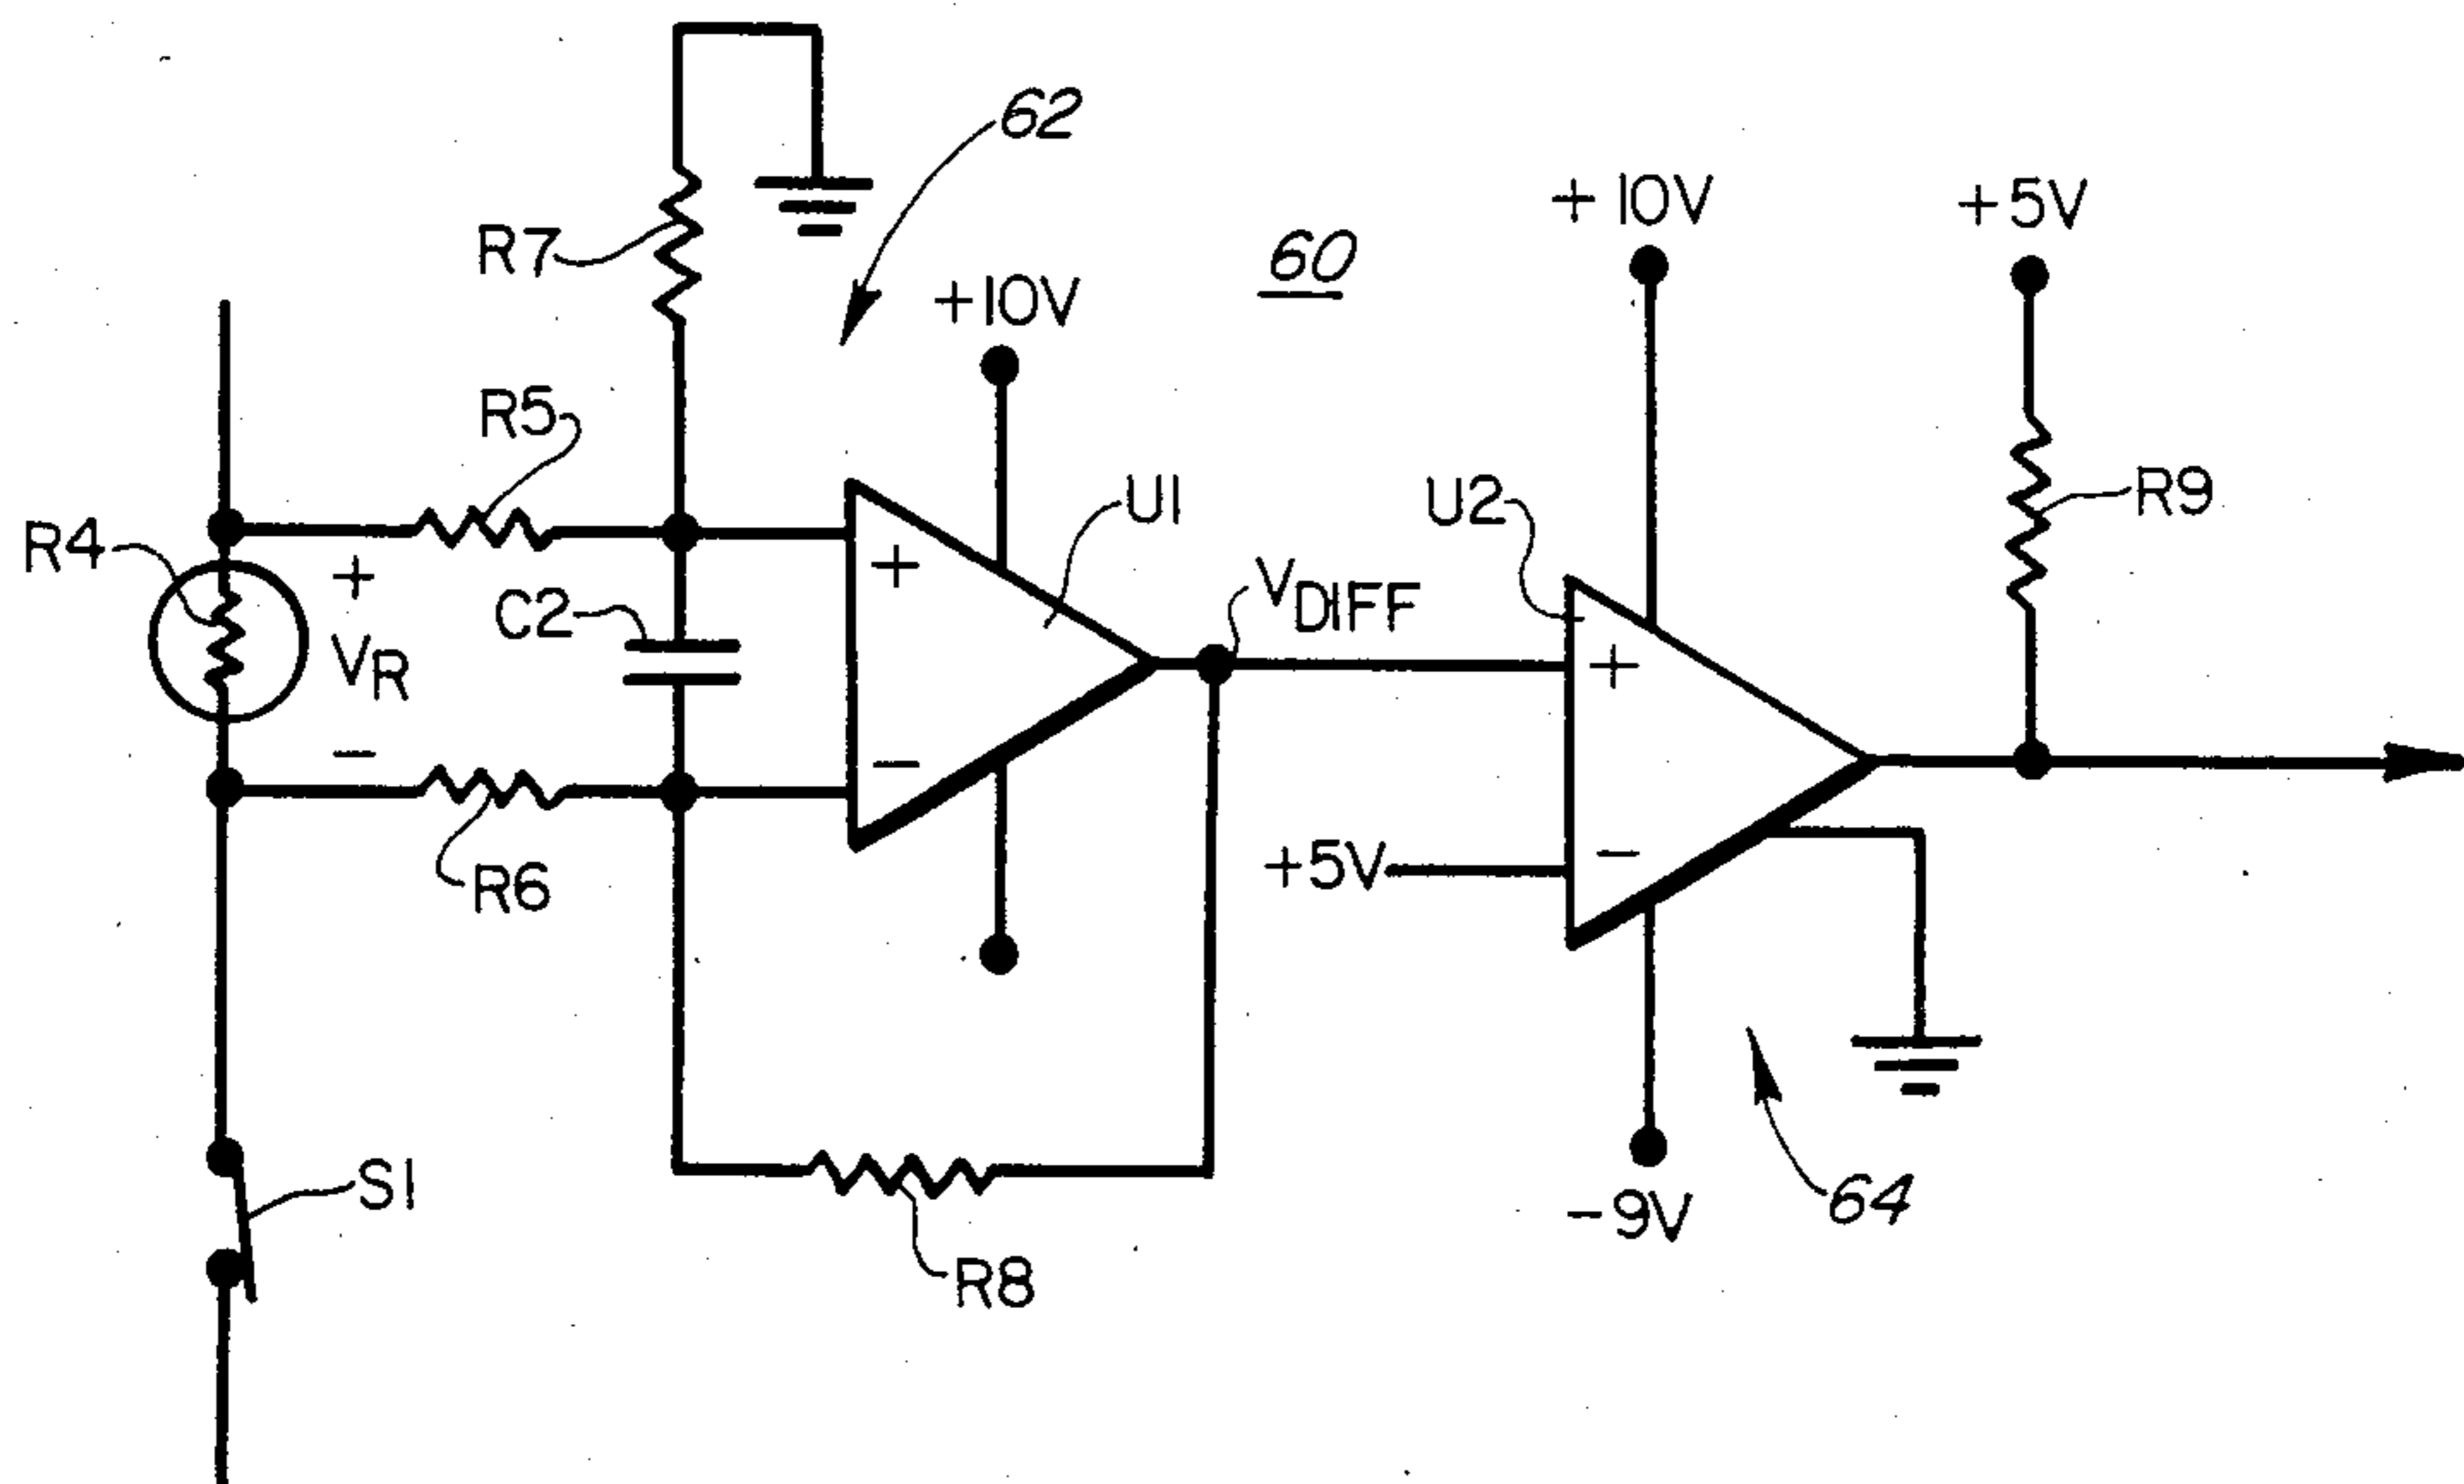 62
+10V
+5V
R7
60
+10V
R5
U1
U2
R9
R4
+
+
C2
VR
VDIFF
+
−
−
+5V
−
R6
S1
−9V
64
R8